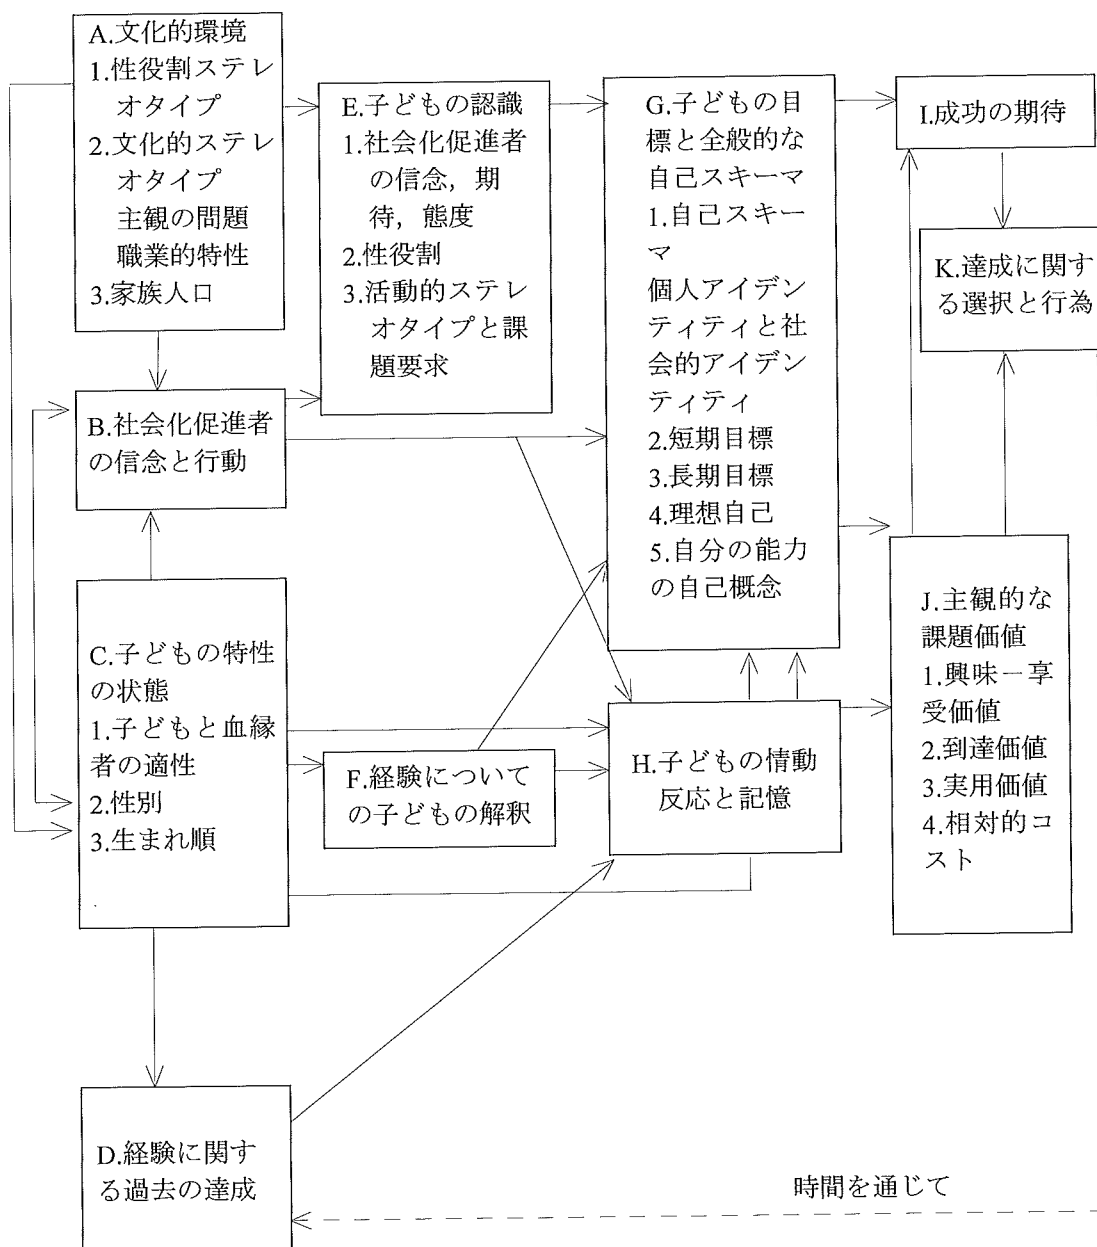 A.文化的環境
1.性役割ステレ
オタイプ
2.文化的ステレ
オタイプ
主観の問題
職業的特性
3.家族人口
B.社会化促進者
の信念と行動
C.子どもの特性
の状態
1.子どもと血縁
者の適性
2.性別
3.生まれ順
D.経験に関す
る過去の達成
E.子どもの認識
1.社会化促進者
の信念，期
待，態度
2.性役割
3.活動的ステレ
オタイプと課
題要求
F.経験について
の子どもの解釈
G.子どもの目
標と全般的な
自己スキーマ
1.自己スキー
マ
個人アイデン
ティティと社
会的アイデン
ティティ
2.短期目標
3.長期目標
4.理想自己
5.自分の能力
の自己概念
H.子どもの情動
反応と記憶
I.成功の期待
J.主観的な
課題価値
1.興味－享
受価値
2.到達価値
3.実用価値
4.相対的コ
スト
K.達成に関す
る選択と行為
時間を通じて